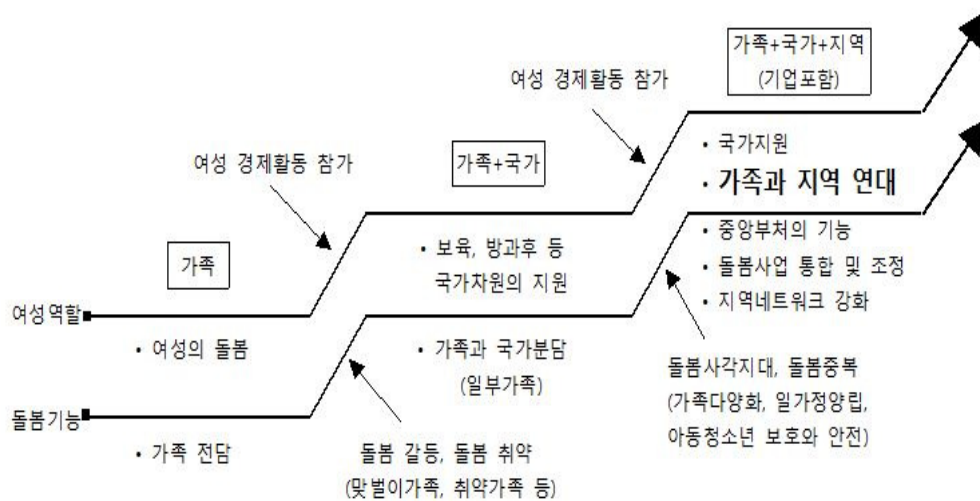 가족+국가+지역
(기업포함)
여성 경제활동 참가
• 국가지원
• 가족과 지역 연대
여성 경제활동 참가
가족+국가
• 중앙부처의 기능
• 돌봄사업 통합 및 조정
• 지역네트워크 강화
가족
• 보육, 방과후 등
국가차원의 지원
여성역할
• 여성의 돌봄
• 가족과 국가분담
(일부가족)
돌봄사각지대, 돌봄중복
(가족다양화, 일가정양립,
아동청소년 보호와 안전)
돌봄기능
• 가족 전담
돌봄 갈등, 돌봄 취약
(맞벌이가족, 취약가족 등)